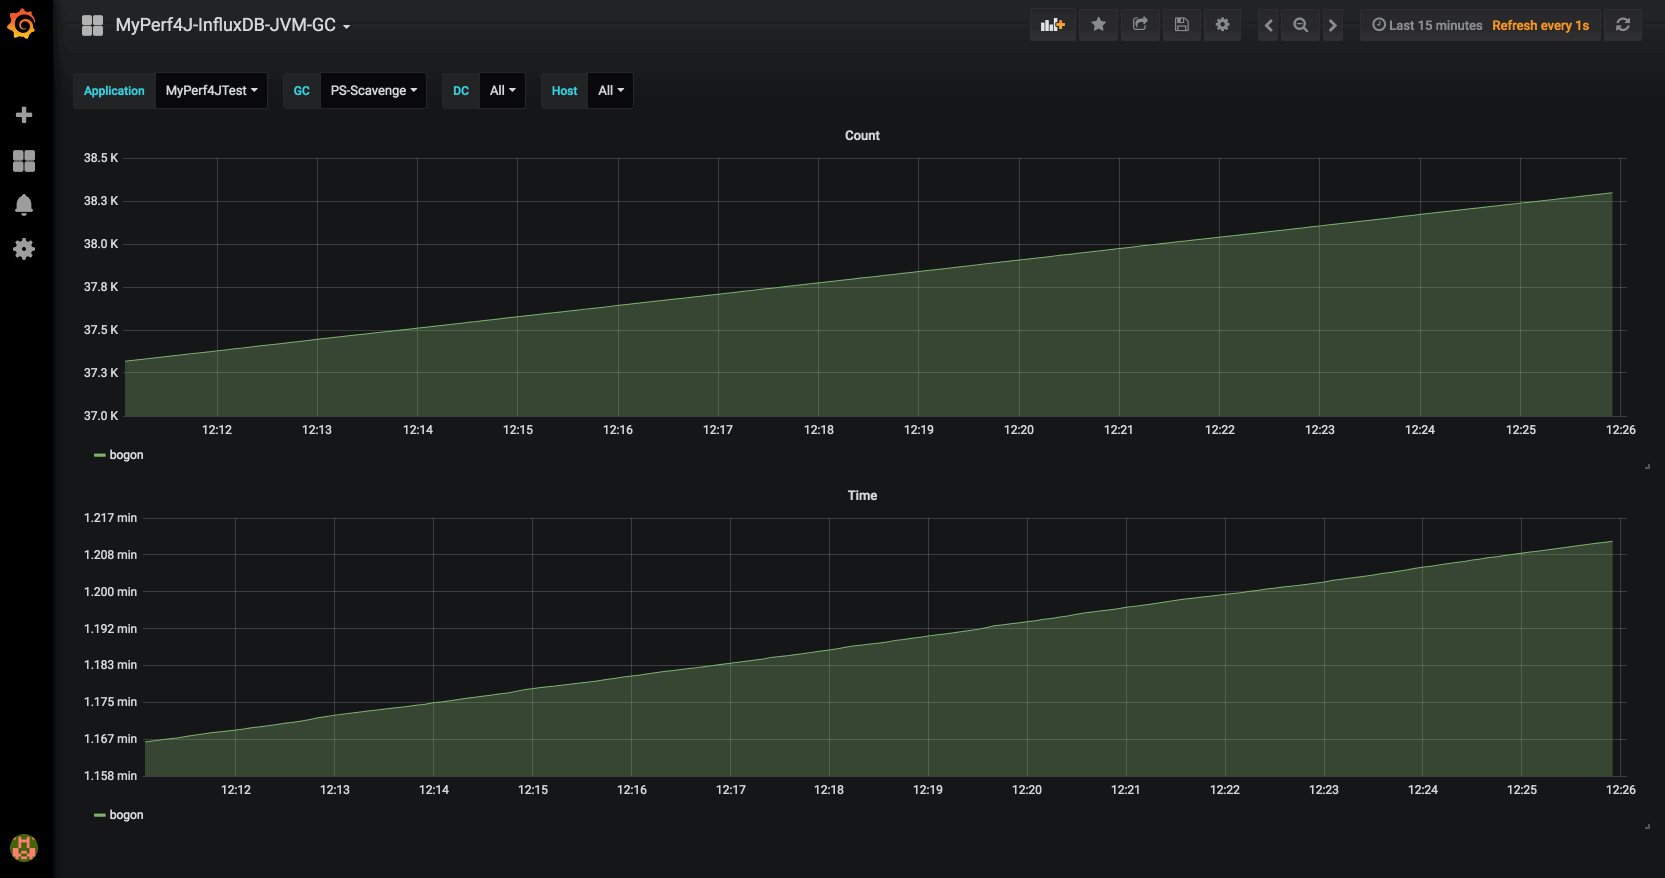 MyPerf4J-InfluxDB-JVM-GC
Last 15 minutes Refresh every 1s
Application MyPerf4JTest GC PS-Scavenge DC All Host All
Count
38.5 K
38.3 K
38.0 K
37.8 K
37.5 K
37.3 K
37.0 K
12:12 12:13 12:14 12:15 12:16 12:17 12:18 12:19 12:20 12:21 12:22 12:23 12:24 12:25 12:26
bogon
Time
1.217 min
1.208 min
1.200 min
1.192 min
1.183 min
1.175 min
1.167 min
1.158 min
12:12 12:13 12:14 12:15 12:16 12:17 12:18 12:19 12:20 12:21 12:22 12:23 12:24 12:25 12:26
bogon